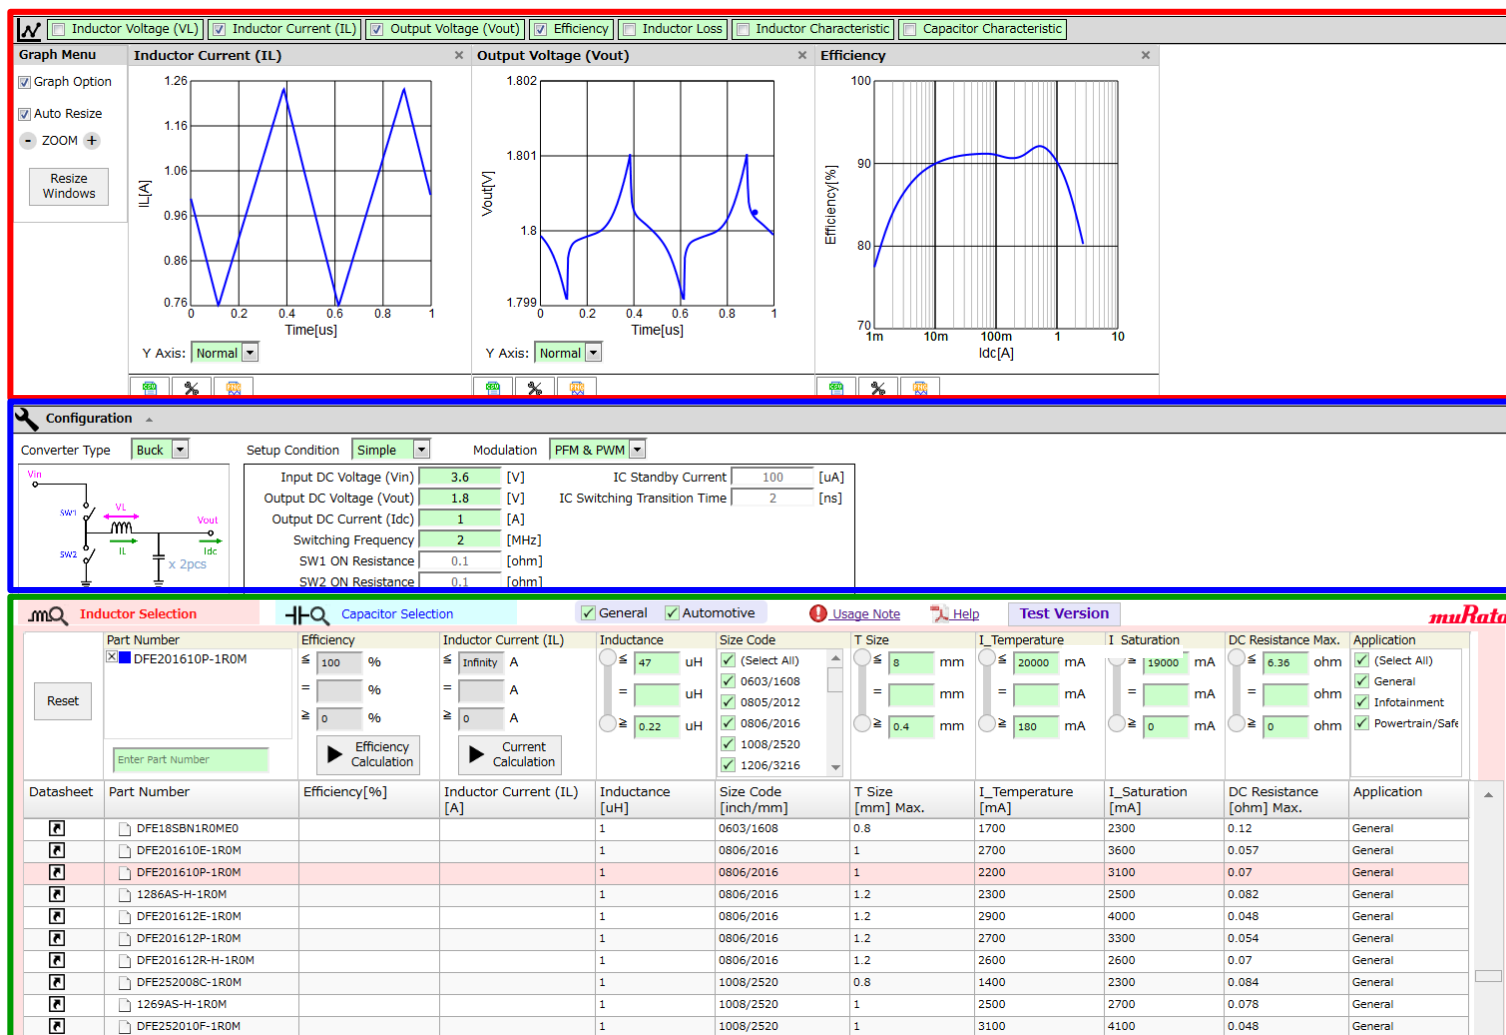 Inductor Voltage (VL) Inductor Current (IL) Output Voltage (Vout) Efficiency Inductor Loss Inductor Characteristic Capacitor Characteristic
Graph Menu
Graph Option
Auto Resize
- ZOOM +
Resize
Windows
Inductor Current (IL) ×
1.26
1.16
1.06
0.96
0.86
0.76
IL[A]
0 0.2 0.4 0.6 0.8 1
Time[us]
Y Axis: Normal
Output Voltage (Vout) ×
1.802
1.801
1.8
1.799
Vout[V]
0 0.2 0.4 0.6 0.8 1
Time[us]
Y Axis: Normal
Efficiency ×
100
90
80
70
Efficiency[%]
1m 10m 100m 1 10
Idc[A]
Configuration
Converter Type Buck Setup Condition Simple Modulation PFM & PWM
Vin
SW1
VL
Vout
SW2
IL
Idc
x 2pcs
Input DC Voltage (Vin) 3.6 [V] IC Standby Current 100 [uA]
Output DC Voltage (Vout) 1.8 [V] IC Switching Transition Time 2 [ns]
Output DC Current (Idc) 1 [A]
Switching Frequency 2 [MHz]
SW1 ON Resistance 0.1 [ohm]
SW2 ON Resistance 0.1 [ohm]
Inductor Selection Capacitor Selection General Automotive Usage Note Help Test Version muRata
Reset
Part Number
DFE201610P-1R0M
Enter Part Number
Efficiency
≦ 100 %
= %
≧ 0 %
Efficiency
Calculation
Inductor Current (IL)
≦ Infinity A
= A
≧ 0 A
Current
Calculation
Inductance
≦ 47 uH
= uH
≧ 0.22 uH
Size Code
(Select All)
0603/1608
0805/2012
0806/2016
1008/2520
1206/3216
T Size
≦ 8 mm
= mm
≧ 0.4 mm
I_Temperature
≦ 20000 mA
= mA
≧ 180 mA
I Saturation
≦ 19000 mA
= mA
≧ 0 mA
DC Resistance Max.
≦ 6.36 ohm
= ohm
≧ 0 ohm
Application
(Select All)
General
Infotainment
Powertrain/Safe
Datasheet Part Number Efficiency[%] Inductor Current (IL) [A] Inductance [uH] Size Code [inch/mm] T Size [mm] Max. I_Temperature [mA] I_Saturation [mA] DC Resistance [ohm] Max. Application
DFE18SBN1R0ME0 1 0603/1608 0.8 1700 2300 0.12 General
DFE201610E-1R0M 1 0806/2016 1 2700 3600 0.057 General
DFE201610P-1R0M 1 0806/2016 1 2200 3100 0.07 General
1286AS-H-1R0M 1 0806/2016 1.2 2300 2500 0.082 General
DFE201612E-1R0M 1 0806/2016 1.2 2900 4000 0.048 General
DFE201612P-1R0M 1 0806/2016 1.2 2700 3300 0.054 General
DFE201612R-H-1R0M 1 0806/2016 1.2 2600 2600 0.07 General
DFE252008C-1R0M 1 1008/2520 0.8 1400 2300 0.084 General
1269AS-H-1R0M 1 1008/2520 1 2500 2700 0.078 General
DFE252010F-1R0M 1 1008/2520 1 3100 4100 0.048 General